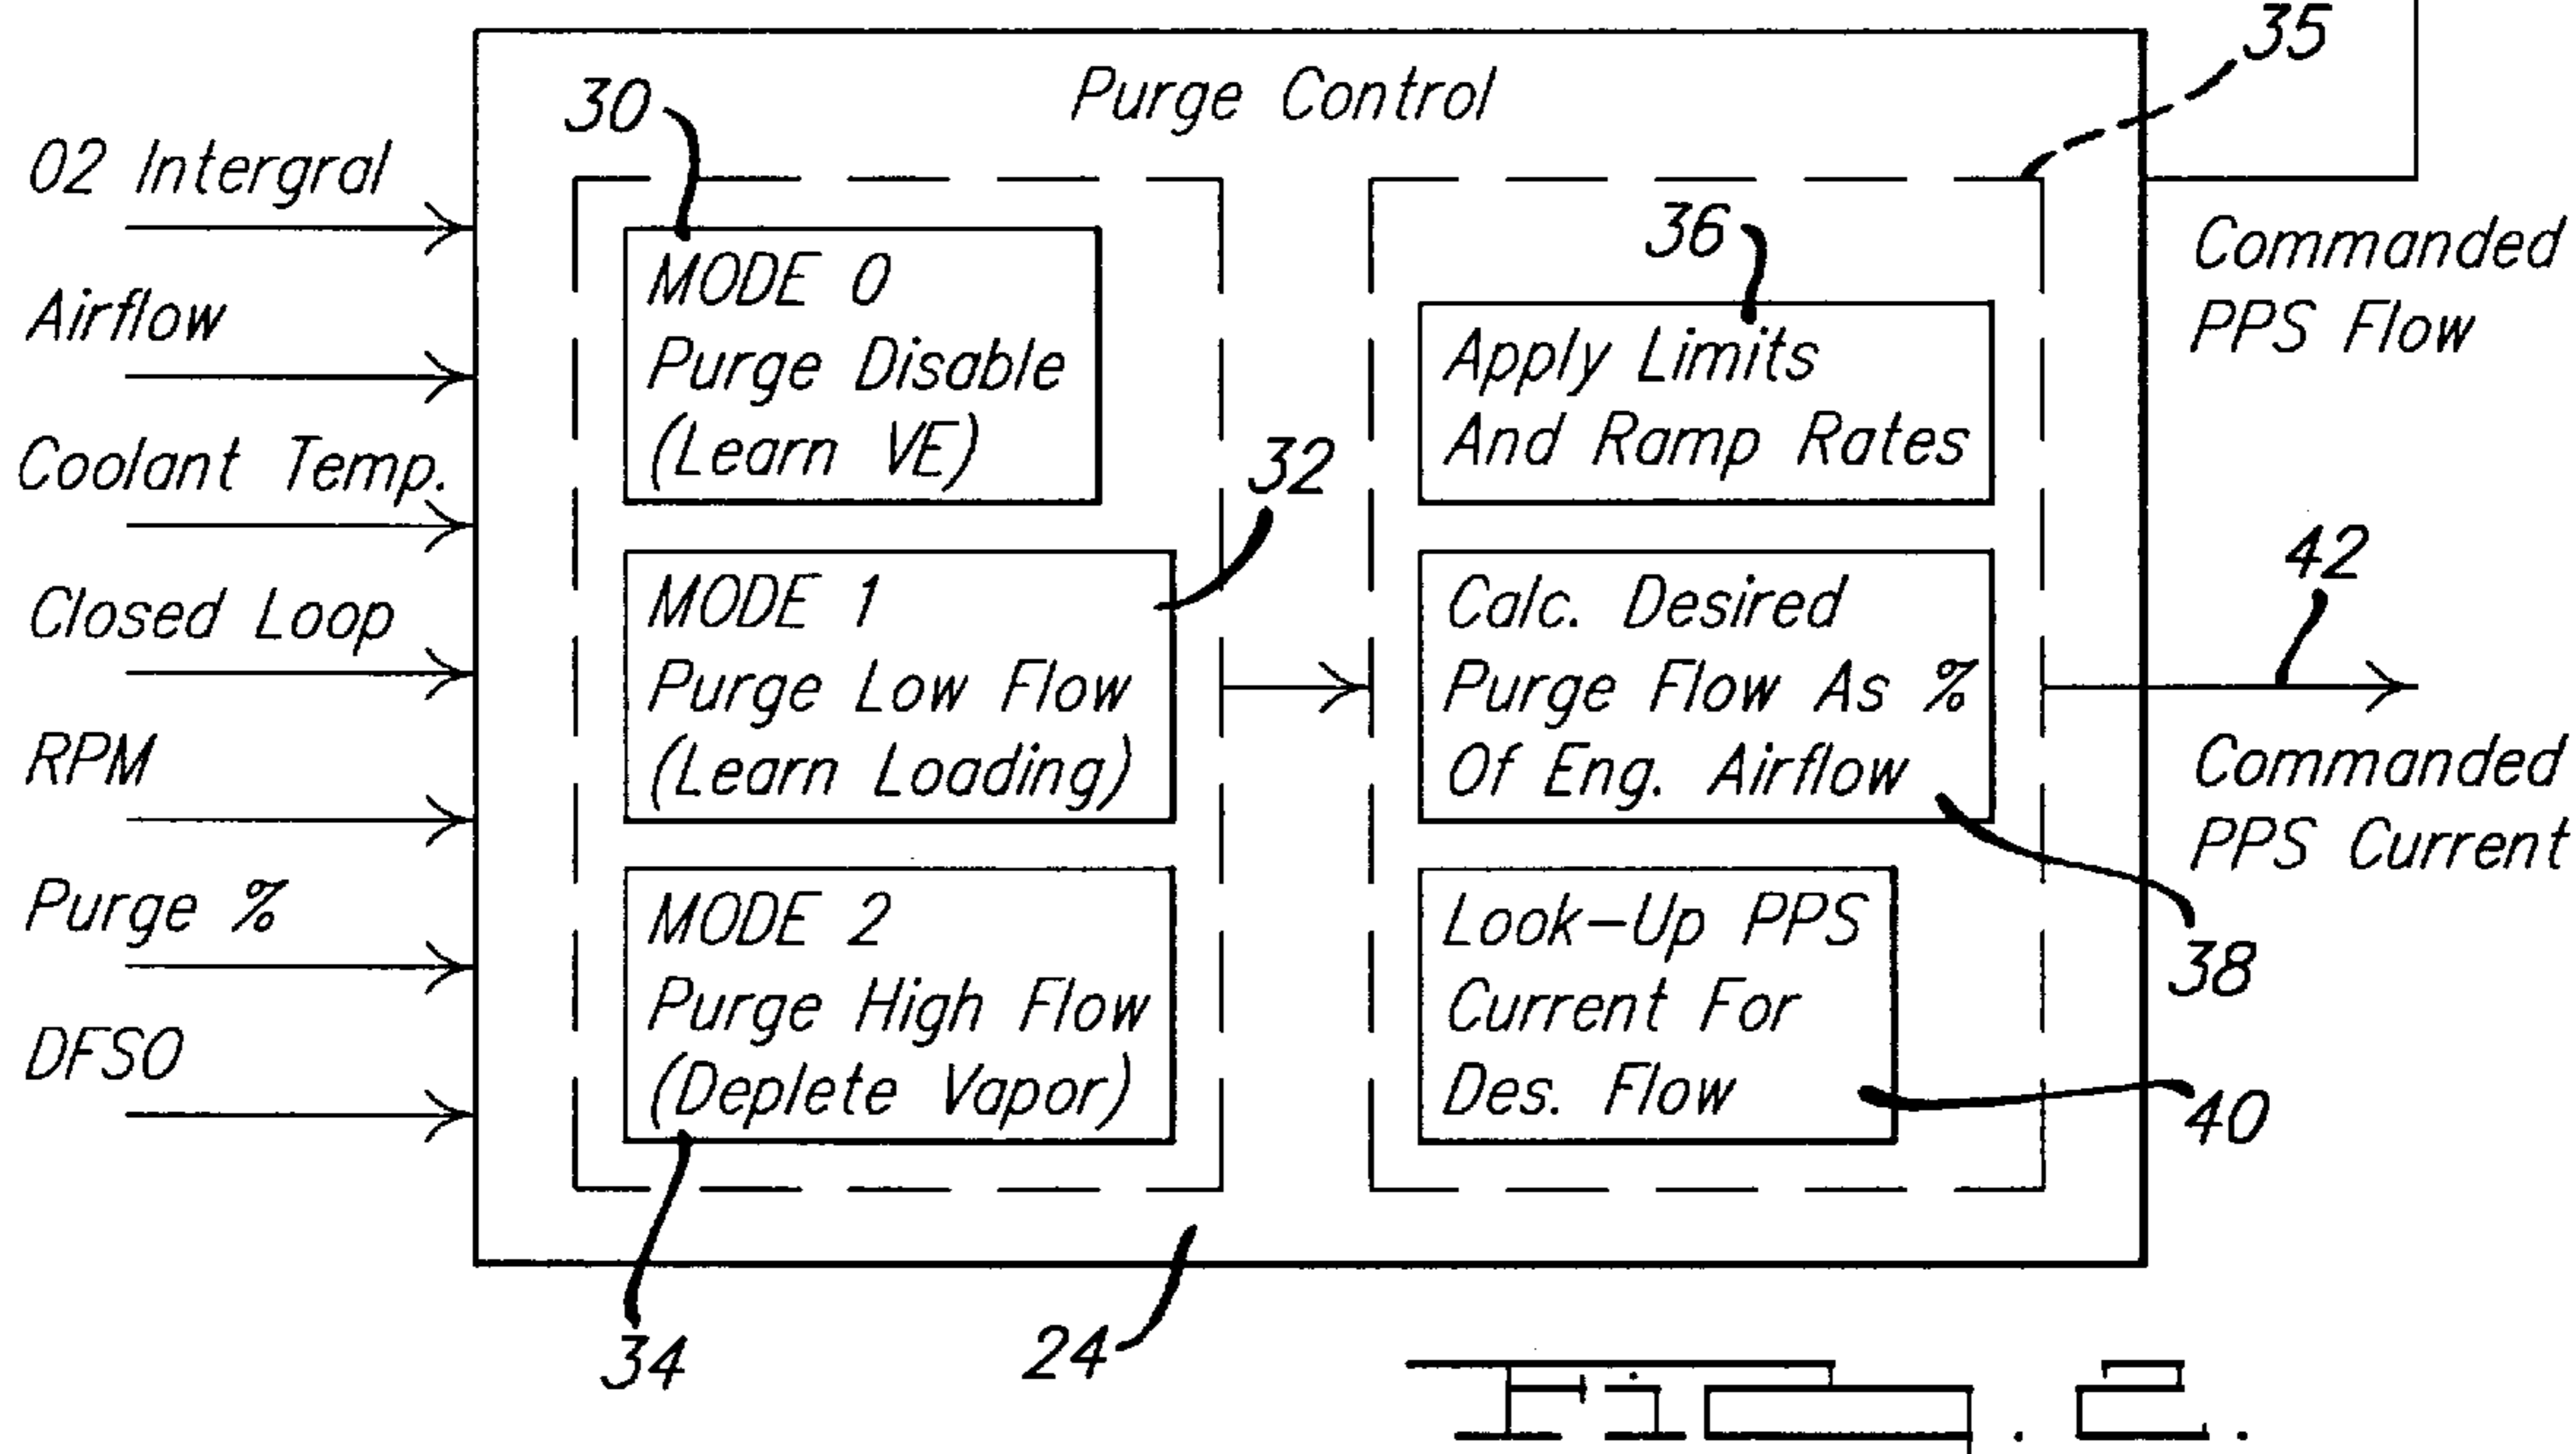 35
Purge Control
30
O2 Intergral
Airflow
Coolant Temp.
Closed Loop
RPM
Purge %
DFSO
MODE 0
Purge Disable
(Learn VE)
32
MODE 1
Purge Low Flow
(Learn Loading)
MODE 2
Purge High Flow
(Deplete Vapor)
34
24
36
Apply Limits
And Ramp Rates
Calc. Desired
Purge Flow As %
Of Eng. Airflow
38
Look-Up PPS
Current For
Des. Flow
40
Commanded
PPS Flow
42
Commanded
PPS Current